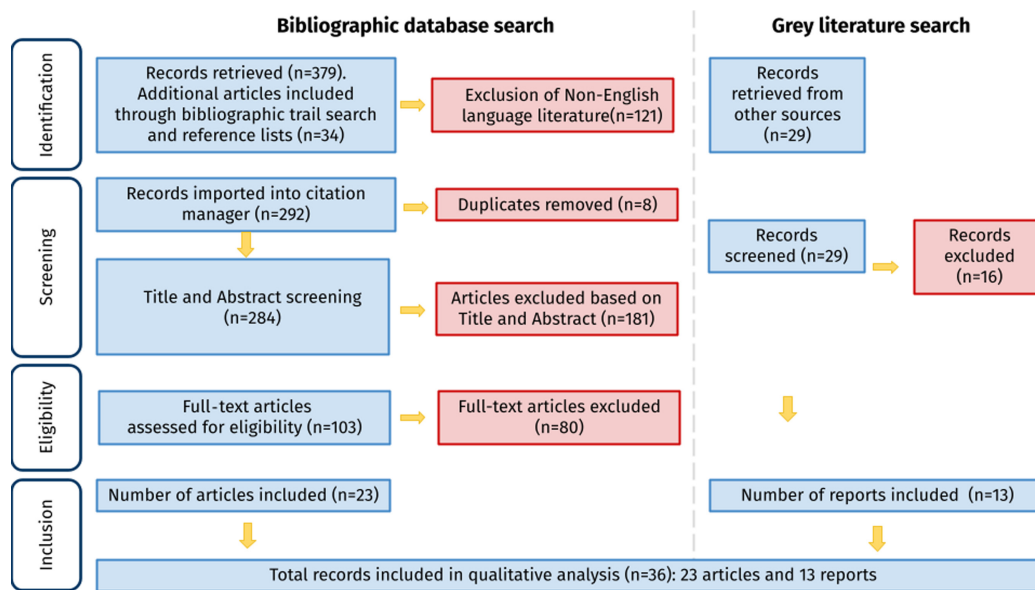 Bibliographic database search
Grey literature search
Identification
Records retrieved (n=379).
Additional articles included
through bibliographic trail search
and reference lists (n=34)
Exclusion of Non-English
language literature(n=121)
Records
retrieved from
other sources
(n=29)
Screening
Records imported into citation
manager (n=292)
Duplicates removed (n=8)
Records
screened (n=29)
Records
excluded
(n=16)
Title and Abstract screening
(n=284)
Articles excluded based on
Title and Abstract (n=181)
Eligibility
Full-text articles
assessed for eligibility (n=103)
Full-text articles excluded
(n=80)
Inclusion
Number of articles included (n=23)
Number of reports included (n=13)
Total records included in qualitative analysis (n=36): 23 articles and 13 reports